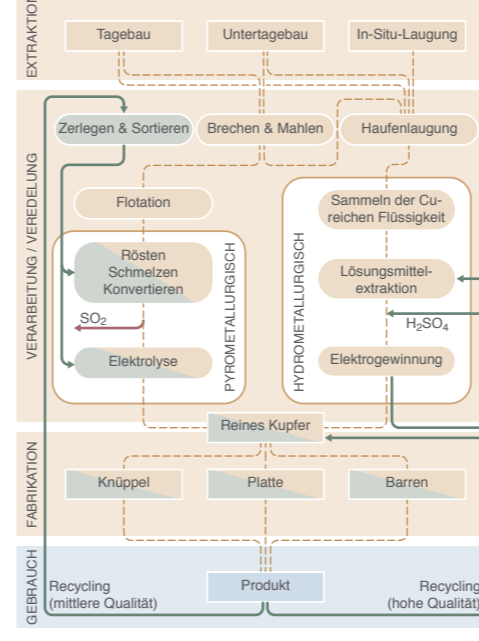 EXTRAKTION
Tagebau
Untertagebau
In-Situ-Laugung
VERARBEITUNG / VEREDELUNG
Zerlegen & Sortieren
Brechen & Mahlen
Haufenlaugung
Flotation
Sammeln der Cu-
reichen Flüssigkeit
PYROMETALLURGISCH
Rösten
Schmelzen
Konvertieren
HYDROMETALLURGISCH
Lösungsmittel-
extraktion
SO2
H2SO4
Elektrolyse
Elektrogewinnung
Reines Kupfer
FABRIKATION
Knüppel
Platte
Barren
GEBRAUCH
Recycling
(mittlere Qualität)
Produkt
Recycling
(hohe Qualität)